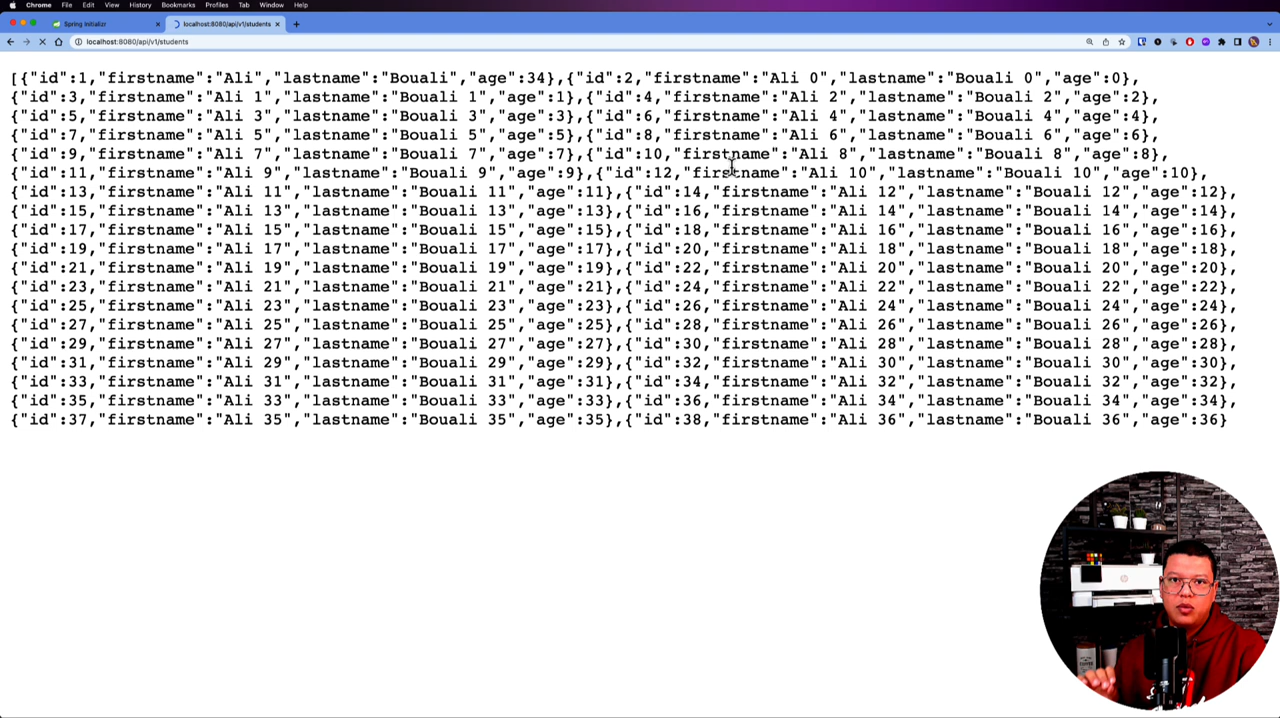 Chrome File Edit View History Bookmarks Profiles Tab Window Help
Spring Initializr
localhost:8080/api/v1/students
localhost:8080/api/v1/students
[{"id":1,"firstname":"Ali","lastname":"Bouali","age":34},{"id":2,"firstname":"Ali 0","lastname":"Bouali 0","age":0},
{"id":3,"firstname":"Ali 1","lastname":"Bouali 1","age":1},{"id":4,"firstname":"Ali 2","lastname":"Bouali 2","age":2},
{"id":5,"firstname":"Ali 3","lastname":"Bouali 3","age":3},{"id":6,"firstname":"Ali 4","lastname":"Bouali 4","age":4},
{"id":7,"firstname":"Ali 5","lastname":"Bouali 5","age":5},{"id":8,"firstname":"Ali 6","lastname":"Bouali 6","age":6},
{"id":9,"firstname":"Ali 7","lastname":"Bouali 7","age":7},{"id":10,"firstname":"Ali 8","lastname":"Bouali 8","age":8},
{"id":11,"firstname":"Ali 9","lastname":"Bouali 9","age":9},{"id":12,"firstname":"Ali 10","lastname":"Bouali 10","age":10},
{"id":13,"firstname":"Ali 11","lastname":"Bouali 11","age":11},{"id":14,"firstname":"Ali 12","lastname":"Bouali 12","age":12},
{"id":15,"firstname":"Ali 13","lastname":"Bouali 13","age":13},{"id":16,"firstname":"Ali 14","lastname":"Bouali 14","age":14},
{"id":17,"firstname":"Ali 15","lastname":"Bouali 15","age":15},{"id":18,"firstname":"Ali 16","lastname":"Bouali 16","age":16},
{"id":19,"firstname":"Ali 17","lastname":"Bouali 17","age":17},{"id":20,"firstname":"Ali 18","lastname":"Bouali 18","age":18},
{"id":21,"firstname":"Ali 19","lastname":"Bouali 19","age":19},{"id":22,"firstname":"Ali 20","lastname":"Bouali 20","age":20},
{"id":23,"firstname":"Ali 21","lastname":"Bouali 21","age":21},{"id":24,"firstname":"Ali 22","lastname":"Bouali 22","age":22},
{"id":25,"firstname":"Ali 23","lastname":"Bouali 23","age":23},{"id":26,"firstname":"Ali 24","lastname":"Bouali 24","age":24},
{"id":27,"firstname":"Ali 25","lastname":"Bouali 25","age":25},{"id":28,"firstname":"Ali 26","lastname":"Bouali 26","age":26},
{"id":29,"firstname":"Ali 27","lastname":"Bouali 27","age":27},{"id":30,"firstname":"Ali 28","lastname":"Bouali 28","age":28},
{"id":31,"firstname":"Ali 29","lastname":"Bouali 29","age":29},{"id":32,"firstname":"Ali 30","lastname":"Bouali 30","age":30},
{"id":33,"firstname":"Ali 31","lastname":"Bouali 31","age":31},{"id":34,"firstname":"Ali 32","lastname":"Bouali 32","age":32},
{"id":35,"firstname":"Ali 33","lastname":"Bouali 33","age":33},{"id":36,"firstname":"Ali 34","lastname":"Bouali 34","age":34},
{"id":37,"firstname":"Ali 35","lastname":"Bouali 35","age":35},{"id":38,"firstname":"Ali 36","lastname":"Bouali 36","age":36}